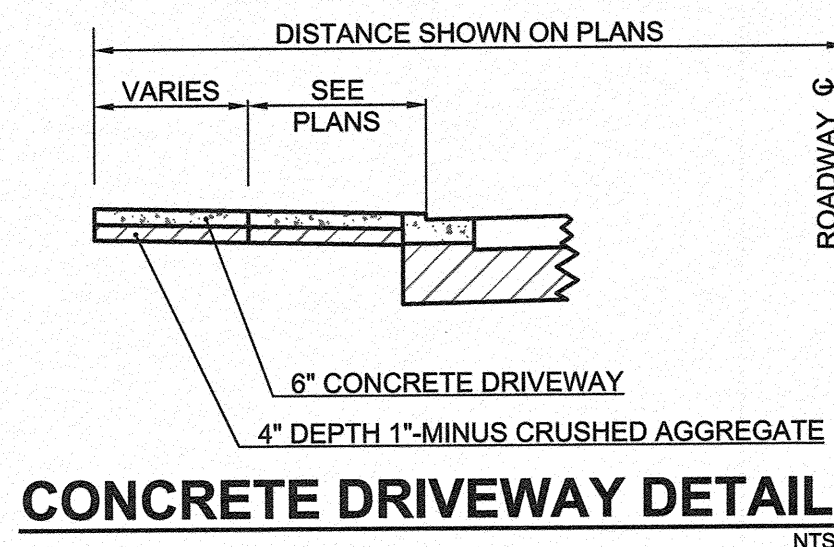 DISTANCE SHOWN ON PLANS
VARIES
SEE
PLANS
ROADWAY ℄
6" CONCRETE DRIVEWAY
4" DEPTH 1"-MINUS CRUSHED AGGREGATE
CONCRETE DRIVEWAY DETAIL
NTS